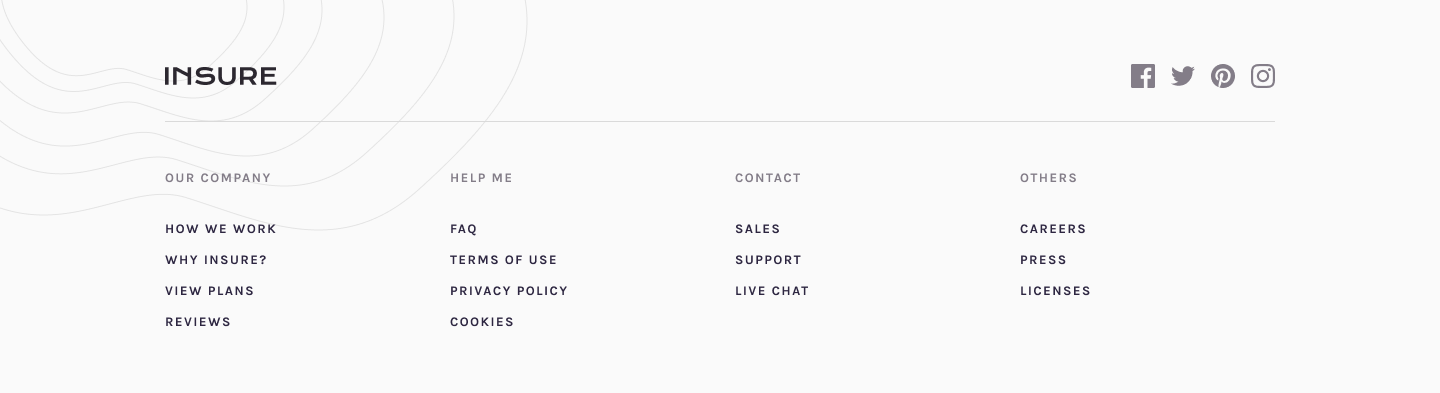 INSURE
OUR COMPANY
HOW WE WORK
WHY INSURE?
VIEW PLANS
REVIEWS
HELP ME
FAQ
TERMS OF USE
PRIVACY POLICY
COOKIES
CONTACT
SALES
SUPPORT
LIVE CHAT
OTHERS
CAREERS
PRESS
LICENSES